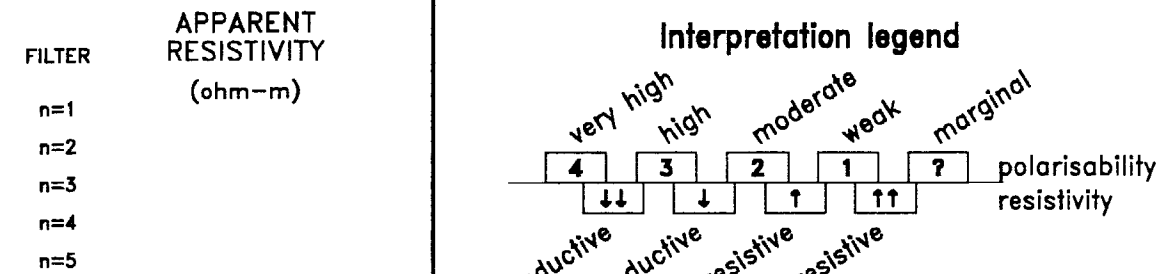 APPARENT
RESISTIVITY
(ohm-m)
FILTER
n=1
n=2
n=3
n=4
n=5
Interpretation legend
very high
high
moderate
weak
marginal
4 3 2 1 ? polarisability
↓↓ ↓ ↑ ↑↑ resistivity